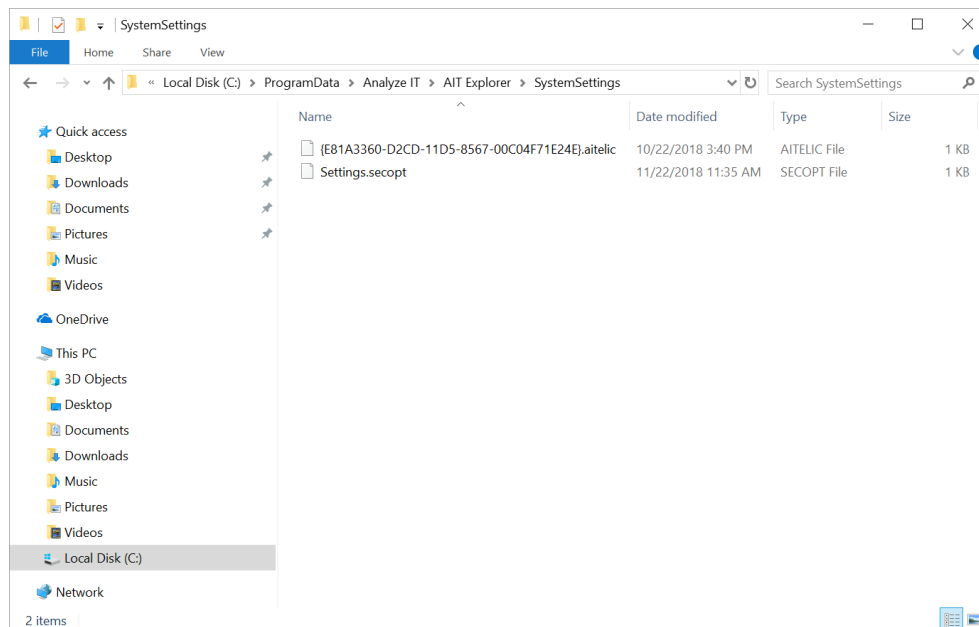 SystemSettings
File Home Share View
« Local Disk (C:) > ProgramData > Analyze IT > AIT Explorer > SystemSettings
Search SystemSettings
Name Date modified Type Size
{E81A3360-D2CD-11D5-8567-00C04F71E24E}.aitelic 10/22/2018 3:40 PM AITELIC File 1 KB
Settings.secopt 11/22/2018 11:35 AM SECOPT File 1 KB
Quick access
Desktop
Downloads
Documents
Pictures
Music
Videos
OneDrive
This PC
3D Objects
Desktop
Documents
Downloads
Music
Pictures
Videos
Local Disk (C:)
Network
2 items